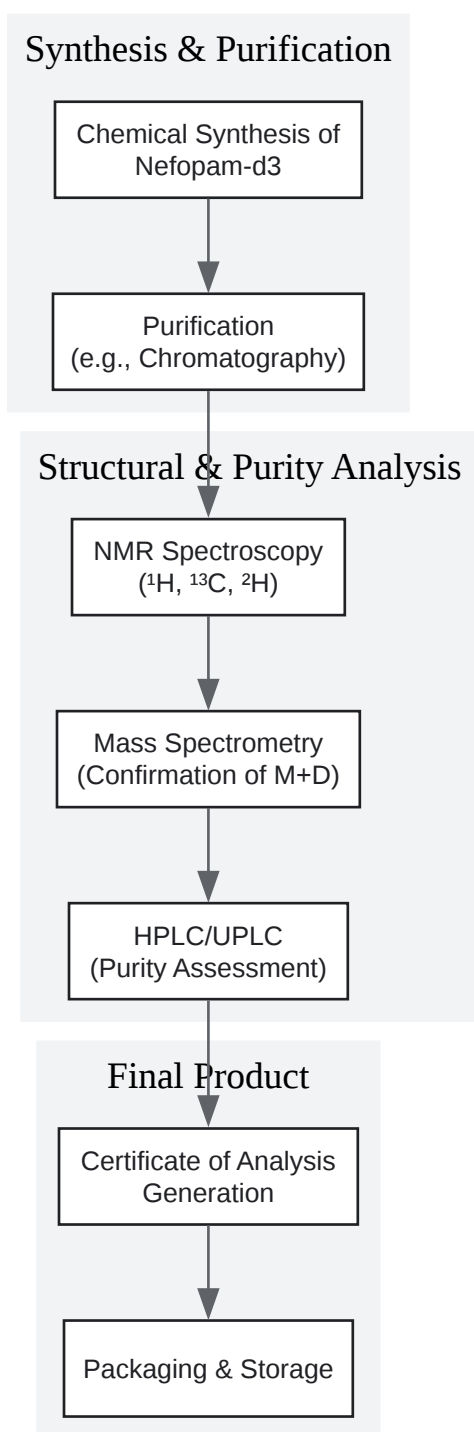 Synthesis & Purification
Chemical Synthesis of
Nefopam-d3
Purification
(e.g., Chromatography)
Structural & Purity Analysis
NMR Spectroscopy
(¹H, ¹³C, ²H)
Mass Spectrometry
(Confirmation of M+D)
HPLC/UPLC
(Purity Assessment)
Final Product
Certificate of Analysis
Generation
Packaging & Storage